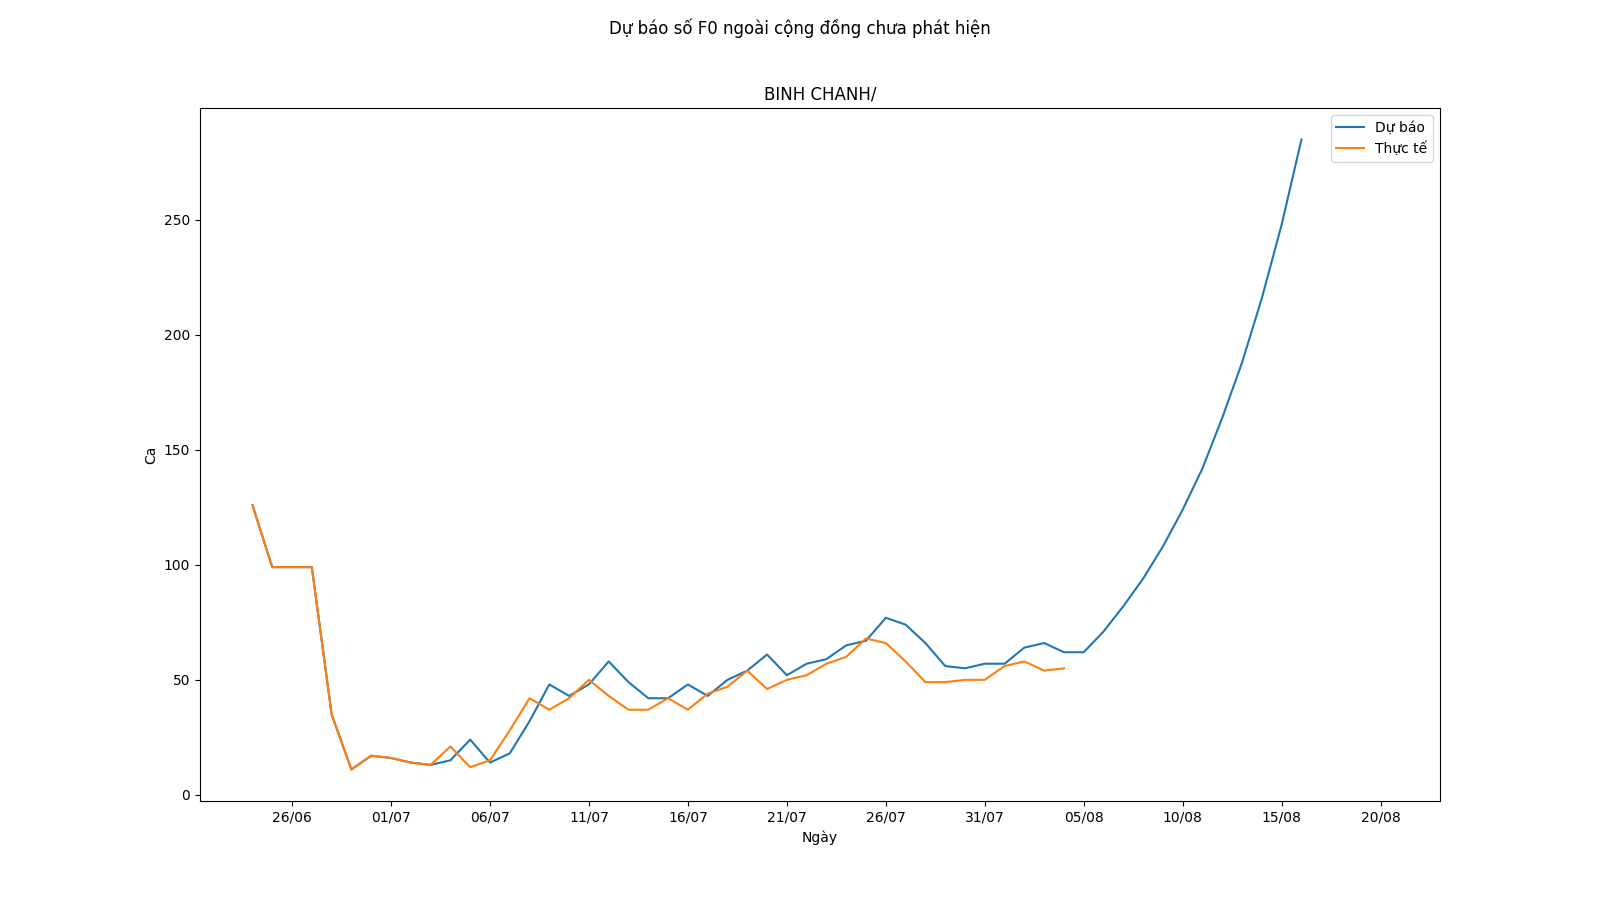 Dự báo số F0 ngoài cộng đồng chưa phát hiện
BINH CHANH/
Dự báo
Thực tế
250
200
150
100
50
0
Ca
26/06 01/07 06/07 11/07 16/07 21/07 26/07 31/07 05/08 10/08 15/08 20/08
Ngày